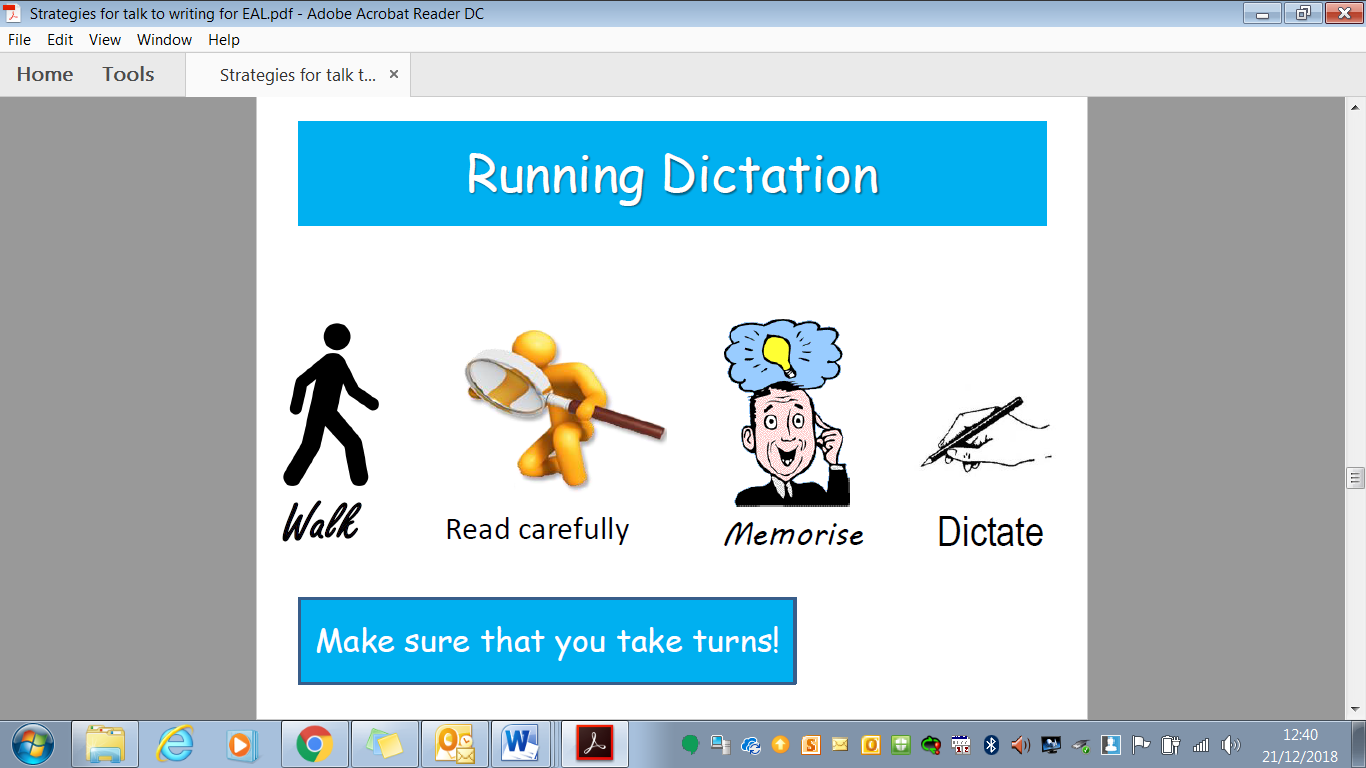 Strategies for talk to writing for EAL.pdf - Adobe Acrobat Reader DC
File Edit View Window Help
Home Tools Strategies for talk t... ×
Running Dictation
Walk Read carefully Memorise Dictate
Make sure that you take turns!
12:40
21/12/2018